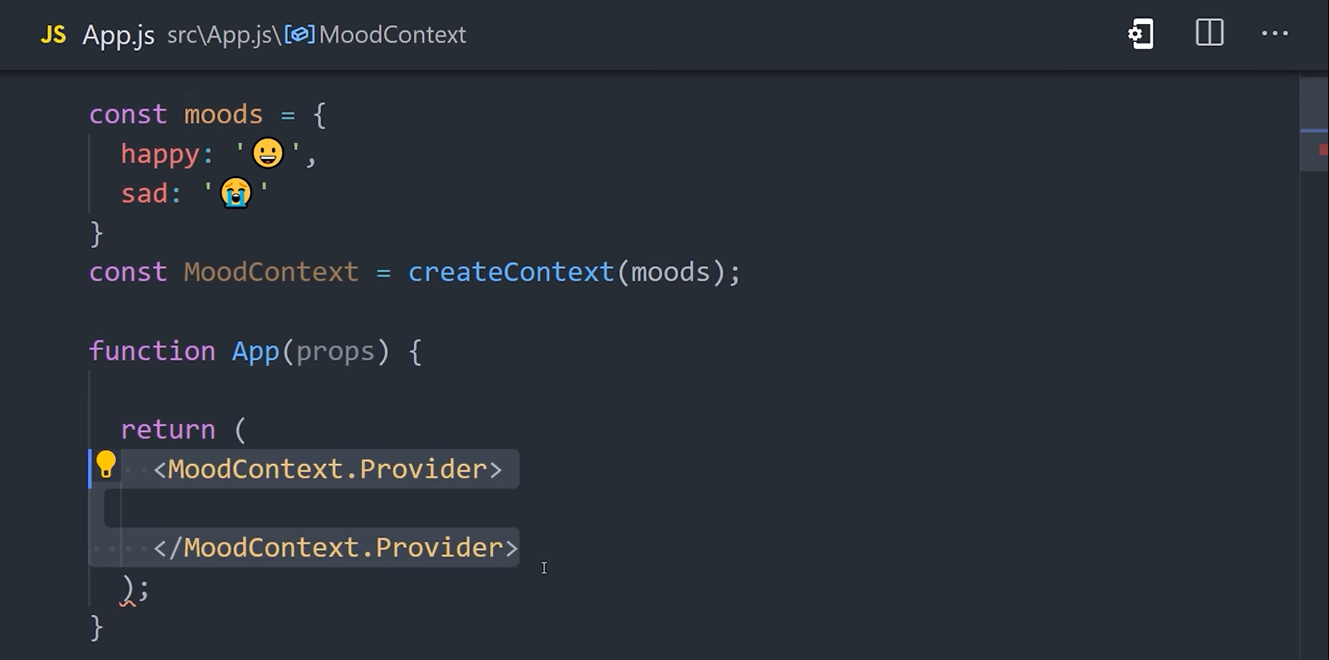 JS App.js src\App.js\MoodContext
const moods = {
  happy: '😀',
  sad: '😭'
}
const MoodContext = createContext(moods);
function App(props) {
  return (
    <MoodContext.Provider>
    </MoodContext.Provider>
  );
}